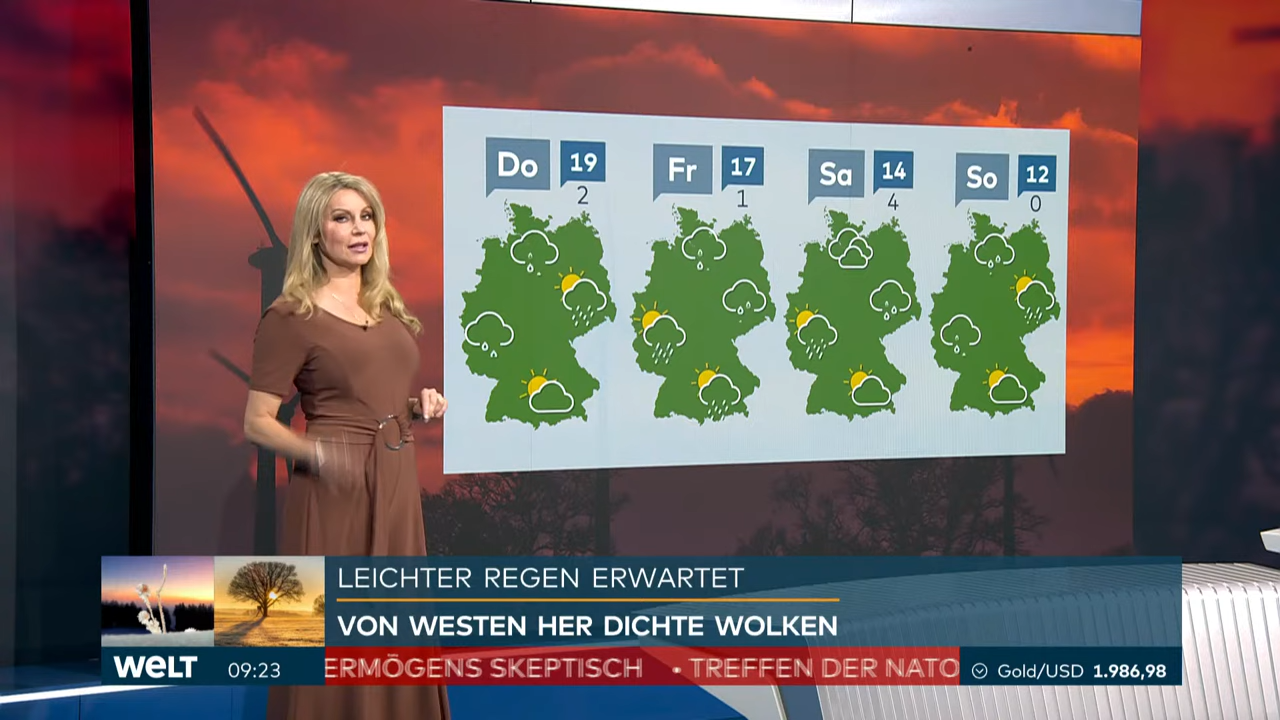 Do 19
2
Fr 17
1
Sa 14
4
So 12
0
LEICHTER REGEN ERWARTET
VON WESTEN HER DICHTE WOLKEN
WELT 09:23 ERMÖGENS SKEPTISCH • TREFFEN DER NATO Gold/USD 1.986,98